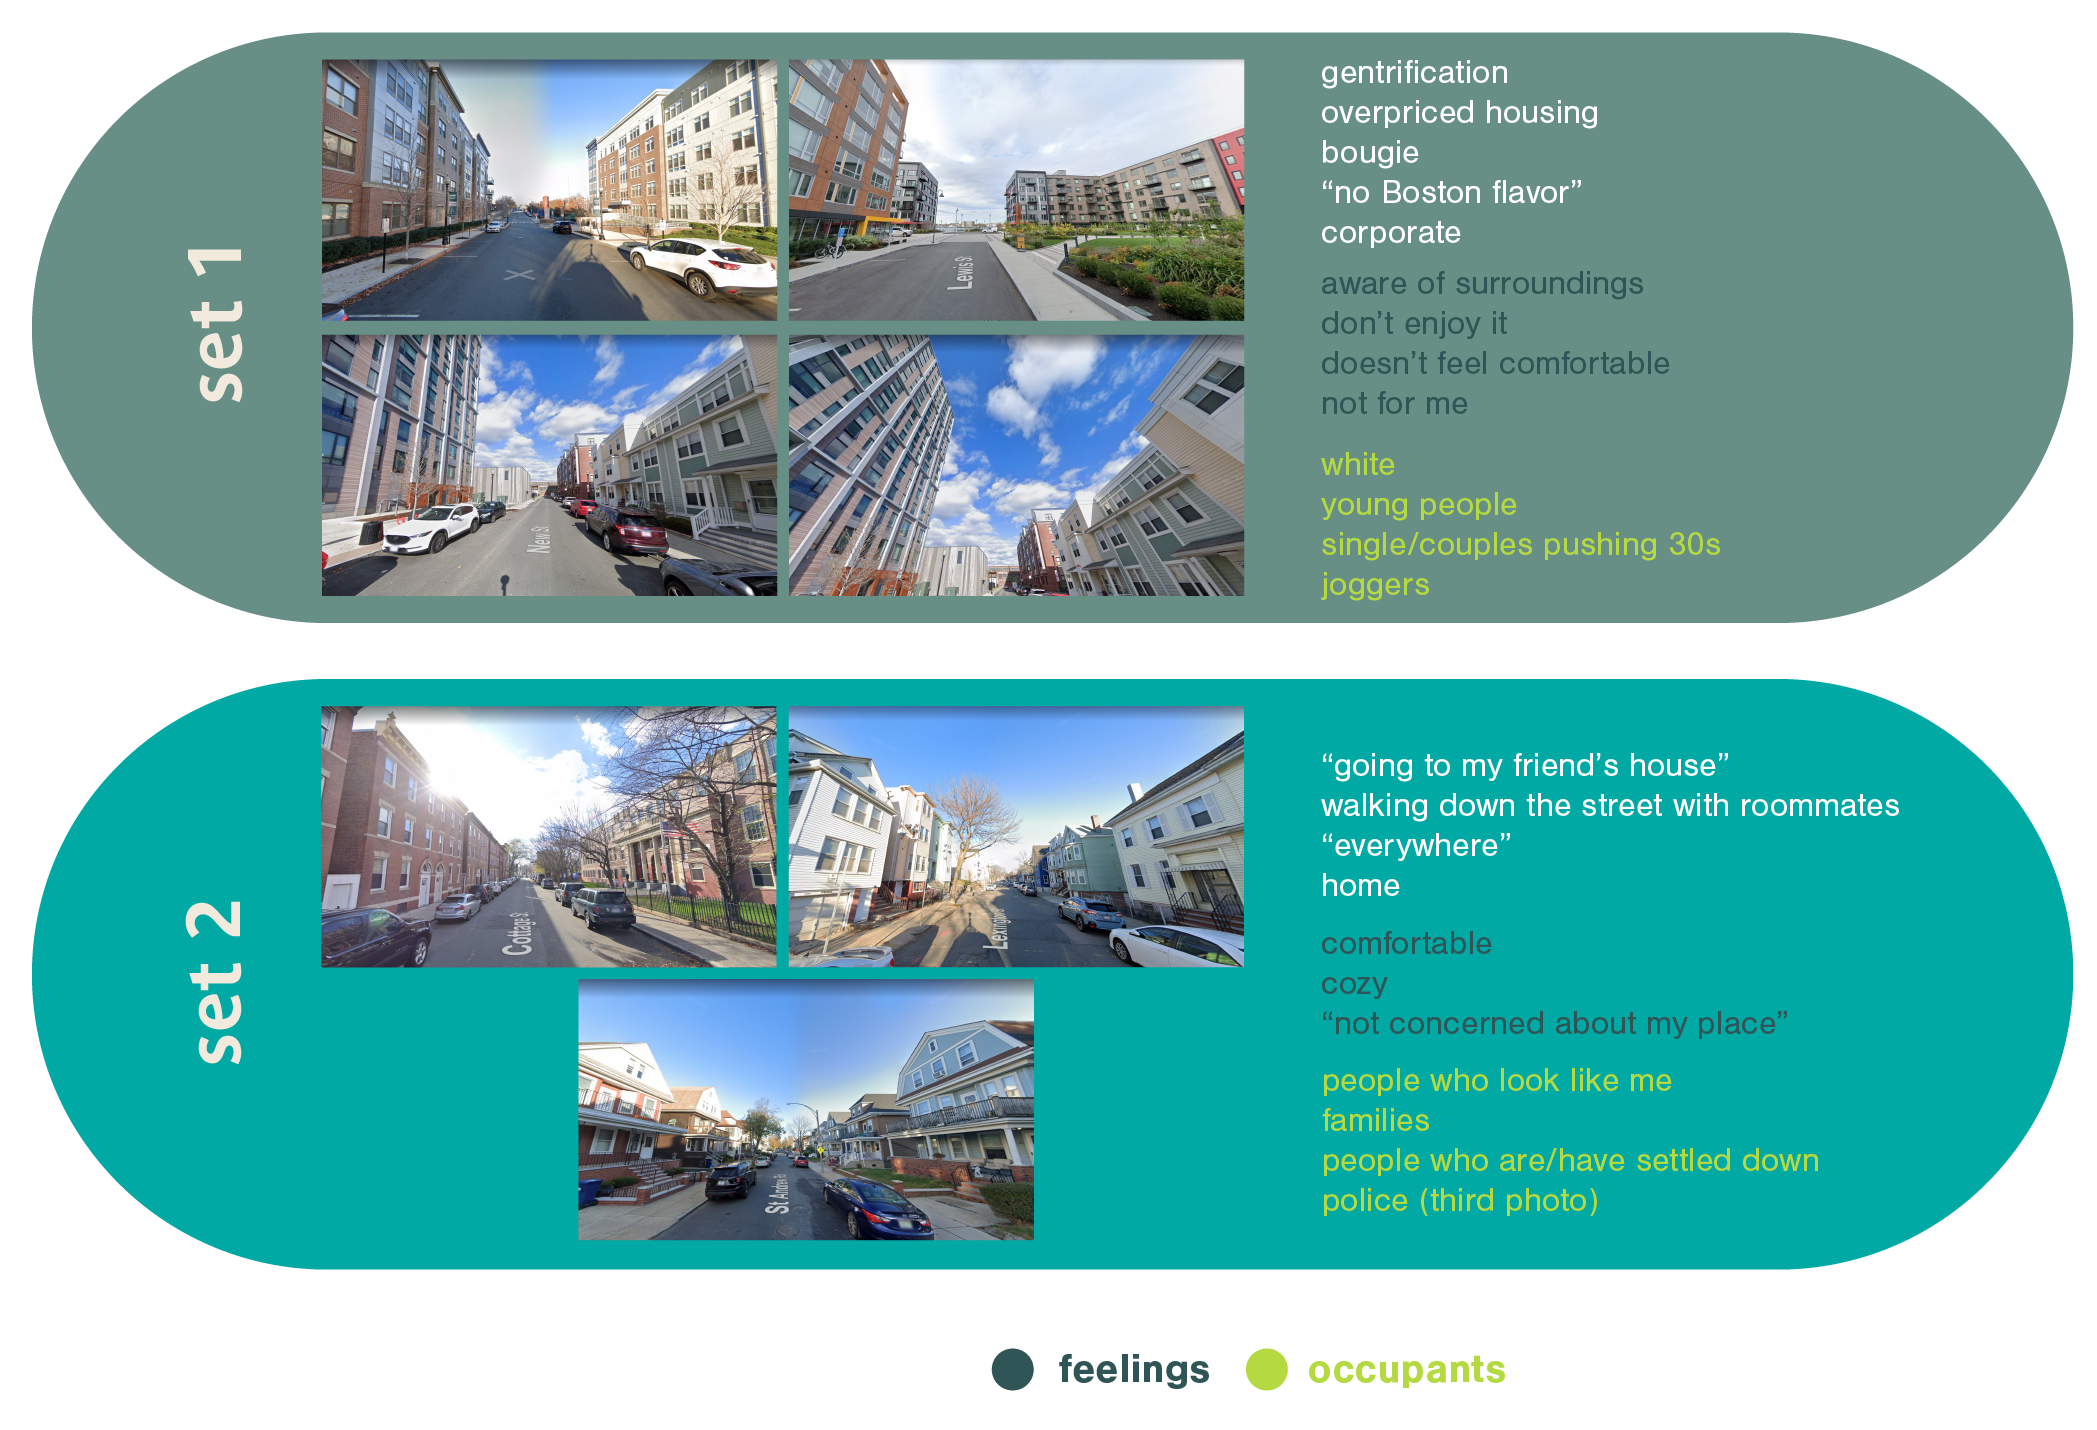 set 1
Lewis St
New St
gentrification
overpriced housing
bougie
“no Boston flavor”
corporate
aware of surroundings
don’t enjoy it
doesn’t feel comfortable
not for me
white
young people
single/couples pushing 30s
joggers
set 2
Cottage St
Lexington
St Andrew Rd
“going to my friend’s house”
walking down the street with roommates
“everywhere”
home
comfortable
cozy
“not concerned about my place”
people who look like me
families
people who are/have settled down
police (third photo)
feelings
occupants